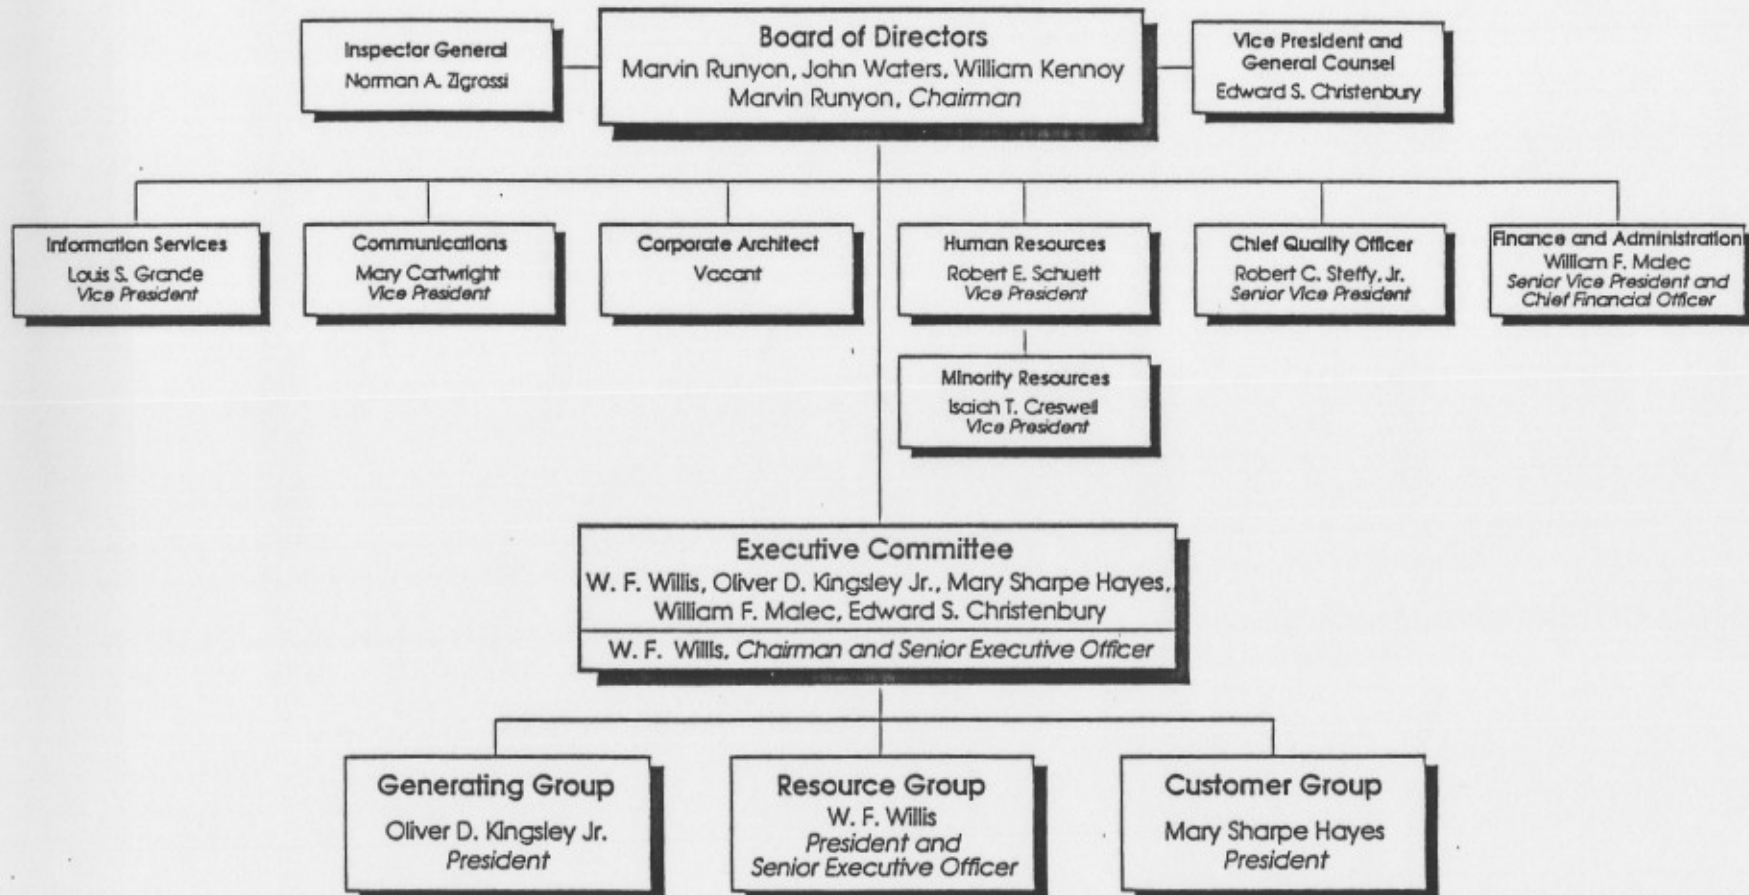 Inspector General
Norman A. Zigrossi
Board of Directors
Marvin Runyon, John Waters, William Kennoy
Marvin Runyon, Chairman
Vice President and
General Counsel
Edward S. Christenbury
Information Services
Louis S. Grande
Vice President
Communications
Mary Cartwright
Vice President
Corporate Architect
Vacant
Human Resources
Robert E. Schuett
Vice President
Chief Quality Officer
Robert C. Steffy, Jr.
Senior Vice President
Finance and Administration
William F. Malec
Senior Vice President and
Chief Financial Officer
Minority Resources
Isaiah T. Creswell
Vice President
Executive Committee
W. F. Willis, Oliver D. Kingsley Jr., Mary Sharpe Hayes,
William F. Malec, Edward S. Christenbury
W. F. Willis, Chairman and Senior Executive Officer
Generating Group
Oliver D. Kingsley Jr.
President
Resource Group
W. F. Willis
President and
Senior Executive Officer
Customer Group
Mary Sharpe Hayes
President